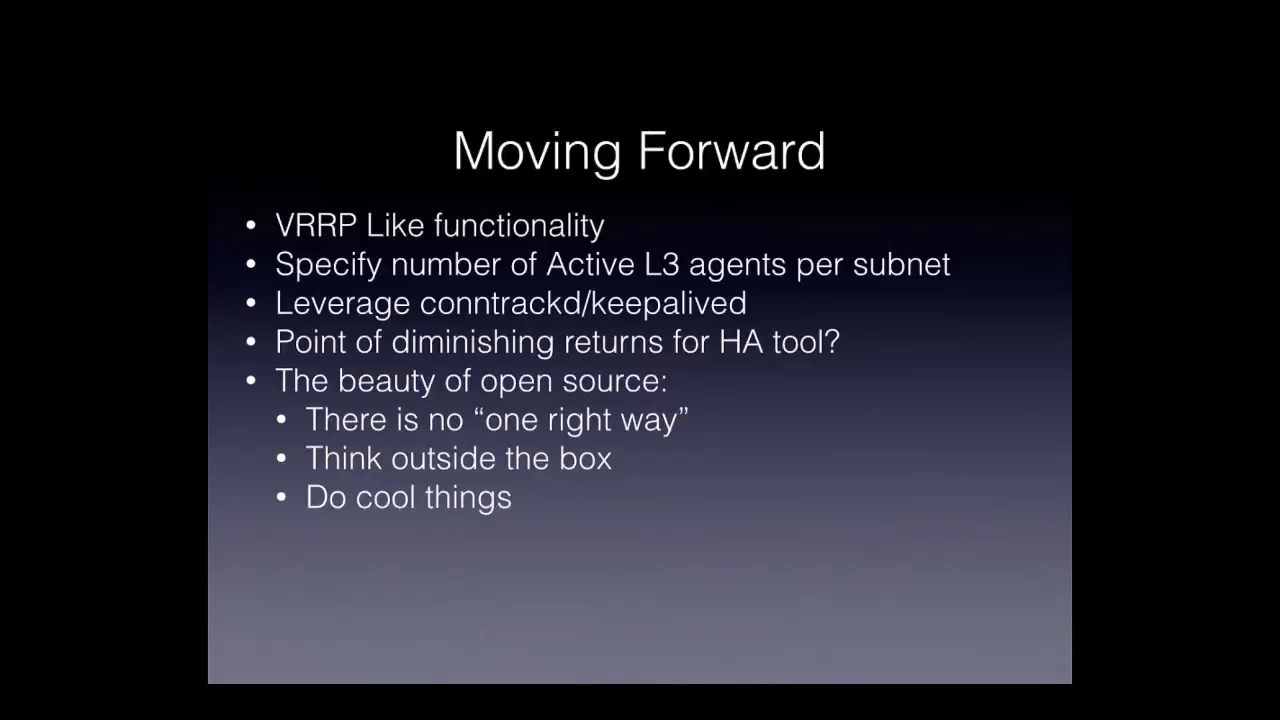 Moving Forward
• VRRP Like functionality
• Specify number of Active L3 agents per subnet
• Leverage conntrackd/keepalived
• Point of diminishing returns for HA tool?
• The beauty of open source:
• There is no “one right way”
• Think outside the box
• Do cool things